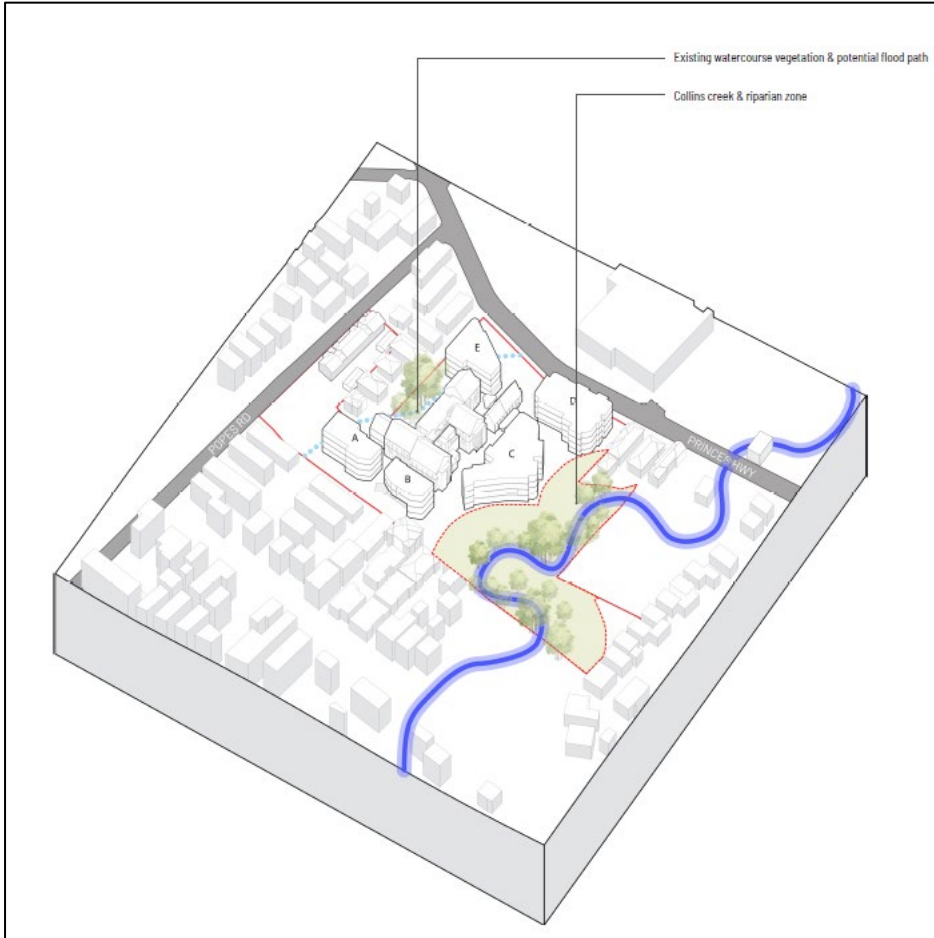 Existing watercourse vegetation & potential flood path
Collins creek & riparian zone
E
D
POPES RD
A
PRINCES HWY
C
B